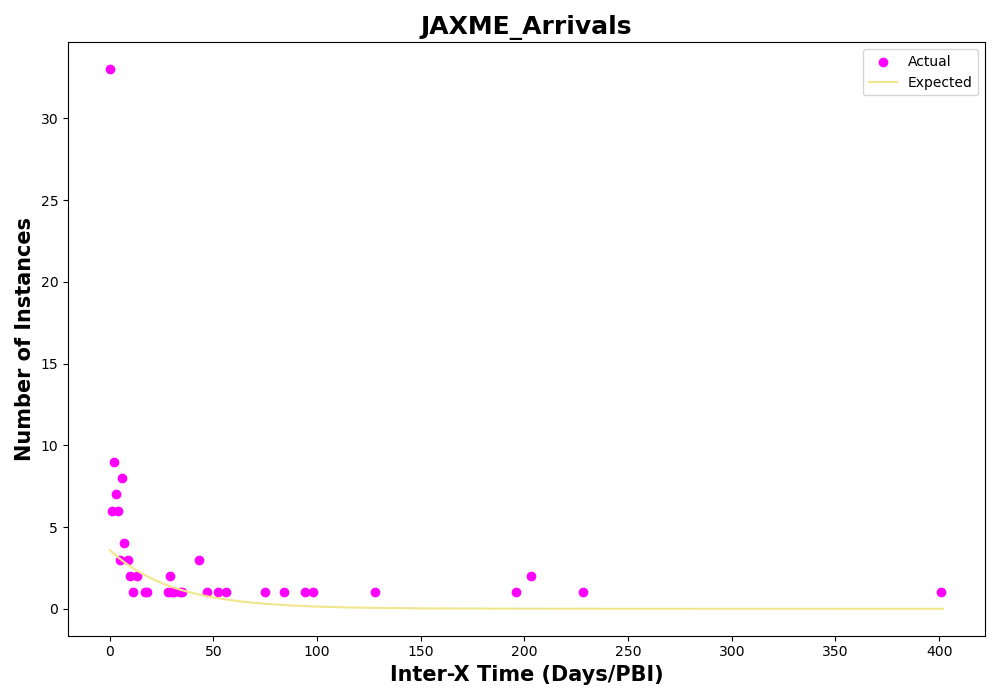 JAXME_Arrivals
Actual
Expected
30
25
20
15
10
5
0
Number of Instances
0 50 100 150 200 250 300 350 400
Inter-X Time (Days/PBI)